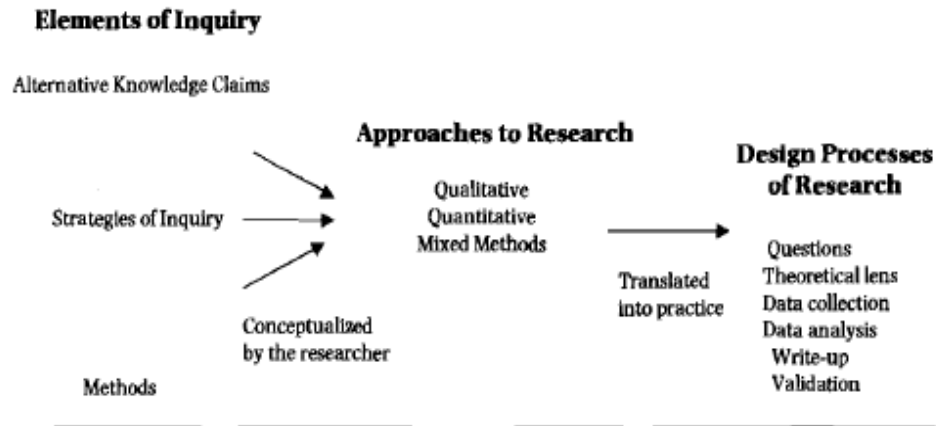 Elements of Inquiry
Alternative Knowledge Claims
Strategies of Inquiry
Methods
Conceptualized
by the researcher
Approaches to Research
Qualitative
Quantitative
Mixed Methods
Translated
into practice
Design Processes
of Research
Questions
Theoretical lens
Data collection
Data analysis
Write-up
Validation